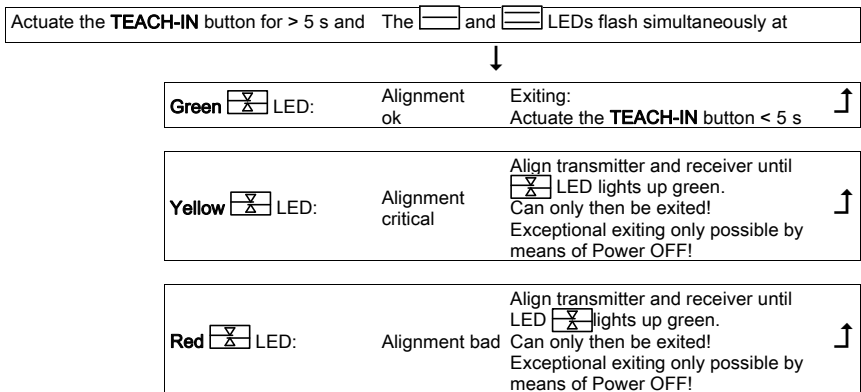 Actuate the TEACH-IN button for > 5 s and The and LEDs flash simultaneously at
Green LED: Alignment ok Exiting:
Actuate the TEACH-IN button < 5 s
Yellow LED: Alignment critical Align transmitter and receiver until
LED lights up green.
Can only then be exited!
Exceptional exiting only possible by
means of Power OFF!
Red LED: Alignment bad Align transmitter and receiver until
LED lights up green.
Can only then be exited!
Exceptional exiting only possible by
means of Power OFF!